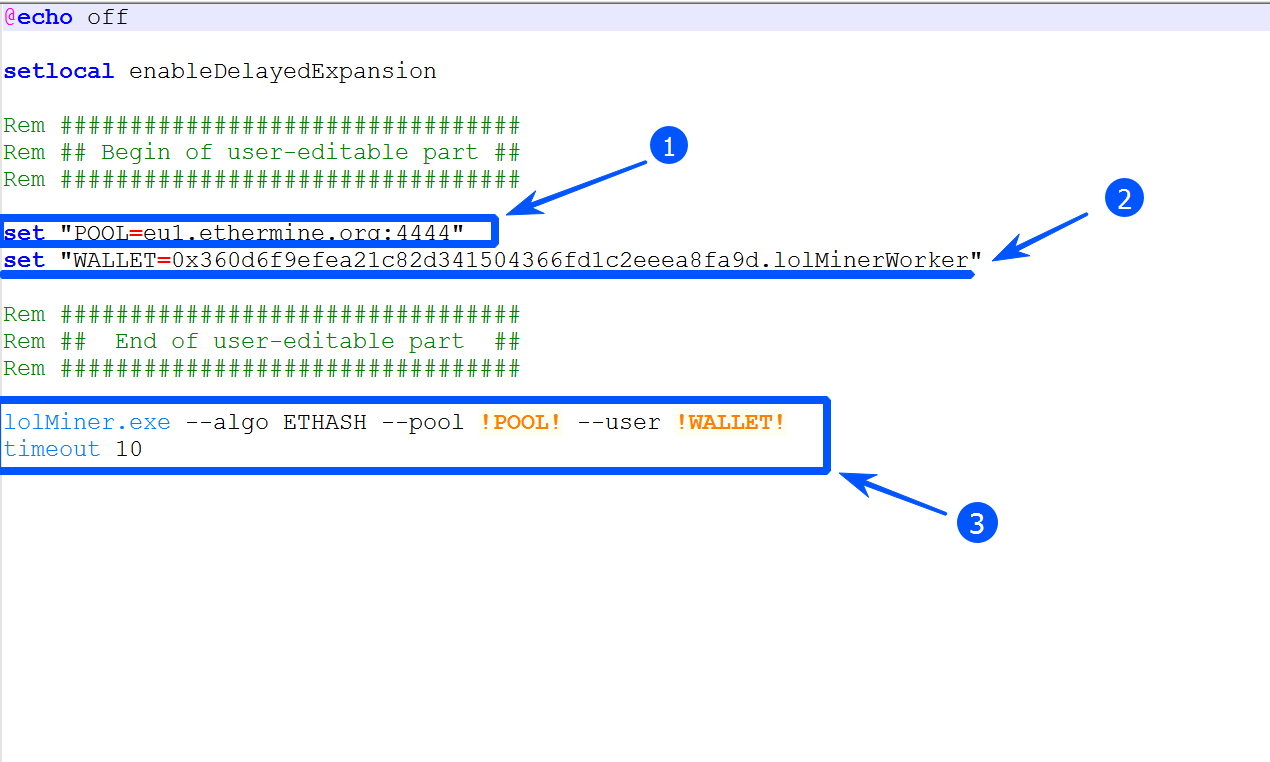 @echo off
setlocal enableDelayedExpansion
Rem #################################
Rem ## Begin of user-editable part ##
Rem #################################
1
set "POOL=eu1.ethermine.org:4444"
2
set "WALLET=0x360d6f9efea21c82d341504366fd1c2eeea8fa9d.lolMinerWorker"
Rem #################################
Rem ##  End of user-editable part  ##
Rem #################################
lolMiner.exe --algo ETHASH --pool !POOL! --user !WALLET!
timeout 10
3